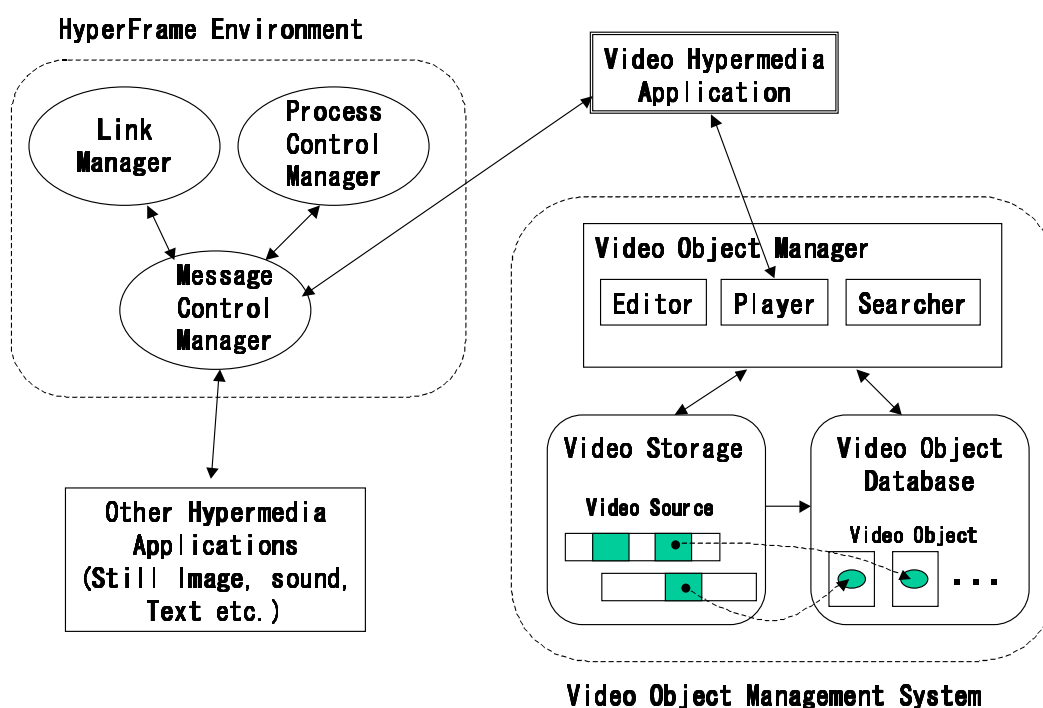 HyperFrame Environment
Link
Manager
Process
Control
Manager
Message
Control
Manager
Other Hypermedia
Applications
(Still Image, sound,
Text etc.)
Video Hypermedia
Application
Video Object Manager
Editor
Player
Searcher
Video Storage
Video Source
Video Object
Database
Video Object
...
Video Object Management System